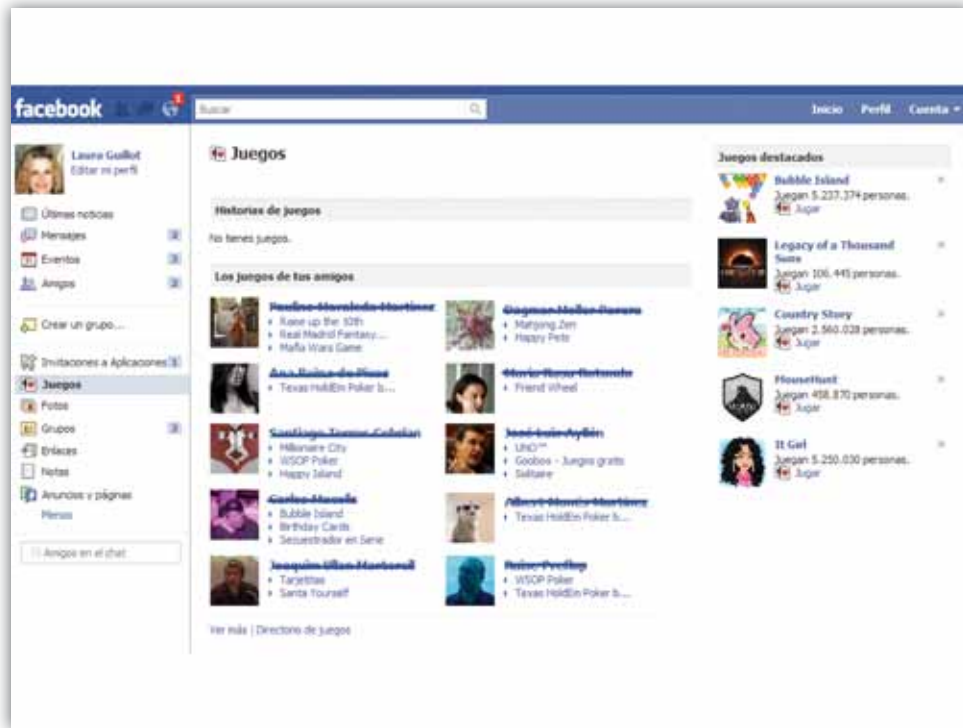 facebook
1
Buscar
Inicio Perfil Cuenta
Laura Guillot
Editar mi perfil
Últimas noticias
Mensajes
Eventos
Amigos
Crear un grupo...
Invitaciones a Aplicaciones 1
Juegos
Fotos
Grupos
Enlaces
Notas
Anuncios y páginas
Menos
Amigos en el chat
Juegos
Historias de juegos
No tienes juegos.
Los juegos de tus amigos
Raise up the
Real Madrid Fantasy...
Mafia Wars Game
Mahjong Zen
Happy Pets
Texas HoldEm Poker b...
Friend Wheel
Millionaire City
WSOP Poker
Happy Island
UNO™
Goobox - Juegos gratis
Solitaire
Bubble Island
Birthday Cards
Secuestrador en Serie
Texas HoldEm Poker b...
Tarjetitas
Santa Yourself
WSOP Poker
Texas HoldEm Poker b...
Ver más | Directorio de juegos
Juegos destacados
Bubble Island
Juegan 5.237.374 personas.
Jugar
Legacy of a Thousand
Suns
Juegan 106.445 personas.
Jugar
Country Story
Juegan 2.560.028 personas.
Jugar
MouseHunt
Juegan 458.870 personas.
Jugar
It Girl
Juegan 5.250.030 personas.
Jugar